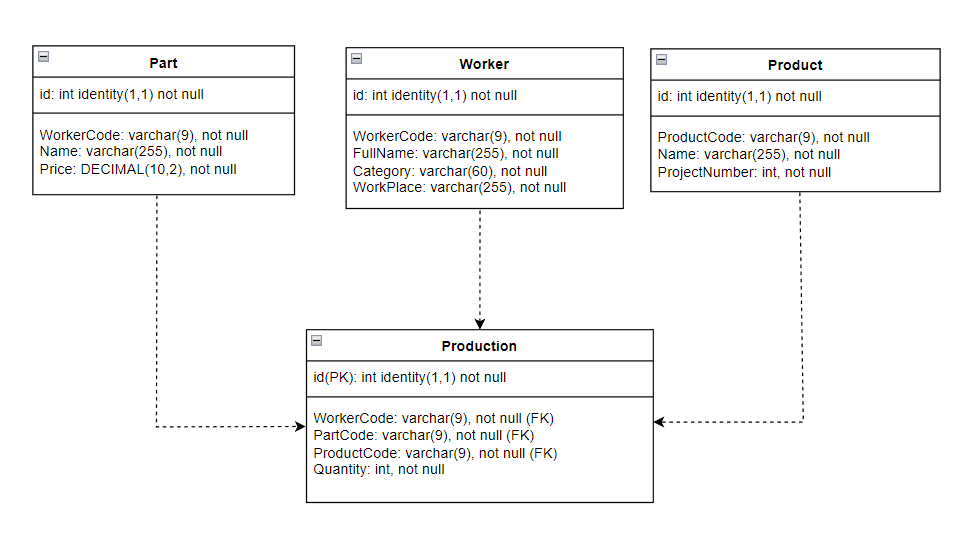 Part
id: int identity(1,1) not null
WorkerCode: varchar(9), not null
Name: varchar(255), not null
Price: DECIMAL(10,2), not null
Worker
id: int identity(1,1) not null
WorkerCode: varchar(9), not null
FullName: varchar(255), not null
Category: varchar(60), not null
WorkPlace: varchar(255), not null
Product
id: int identity(1,1) not null
ProductCode: varchar(9), not null
Name: varchar(255), not null
ProjectNumber: int, not null
Production
id(PK): int identity(1,1) not null
WorkerCode: varchar(9), not null (FK)
PartCode: varchar(9), not null (FK)
ProductCode: varchar(9), not null (FK)
Quantity: int, not null